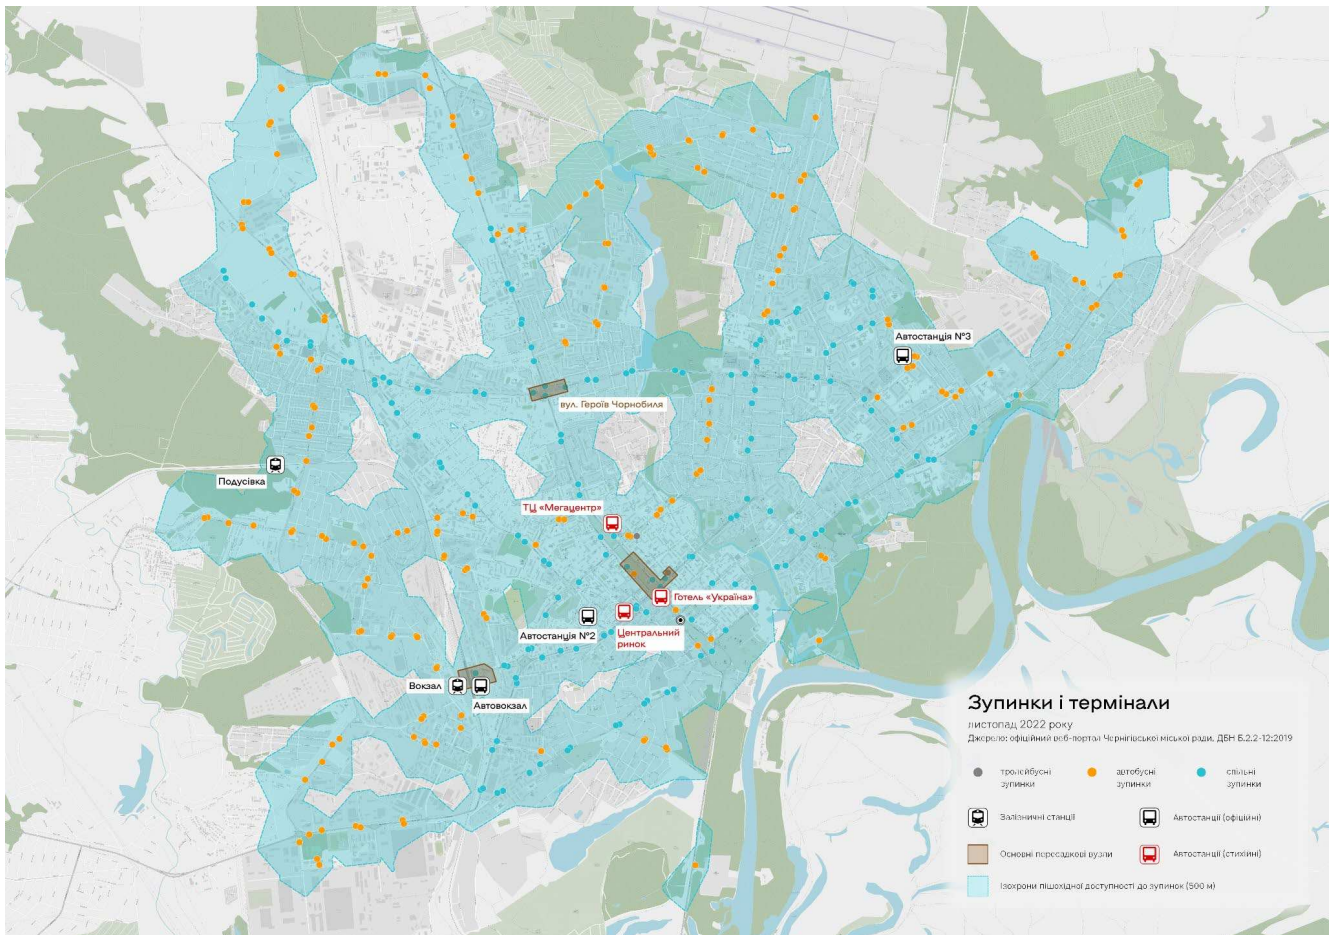 Автостанція №3
вул. Героїв Чорнобиля
Подусівка
ТЦ «Мегацентр»
Готель «Україна»
Автостанція №2
Центральний
ринок
Вокзал
Автовокзал
Зупинки і термінали
листопад 2022 року
Джерело: офіційний веб-портал Чернігівської міської ради, ДБН Б.2.2-12:2019
тролейбусні
зупинки
автобусні
зупинки
спільні
зупинки
Залізничні станції
Автостанції (офіційні)
Основні пересадкові вузли
Автостанції (стихійні)
Ізохрони пішохідної доступності до зупинок (500 м)